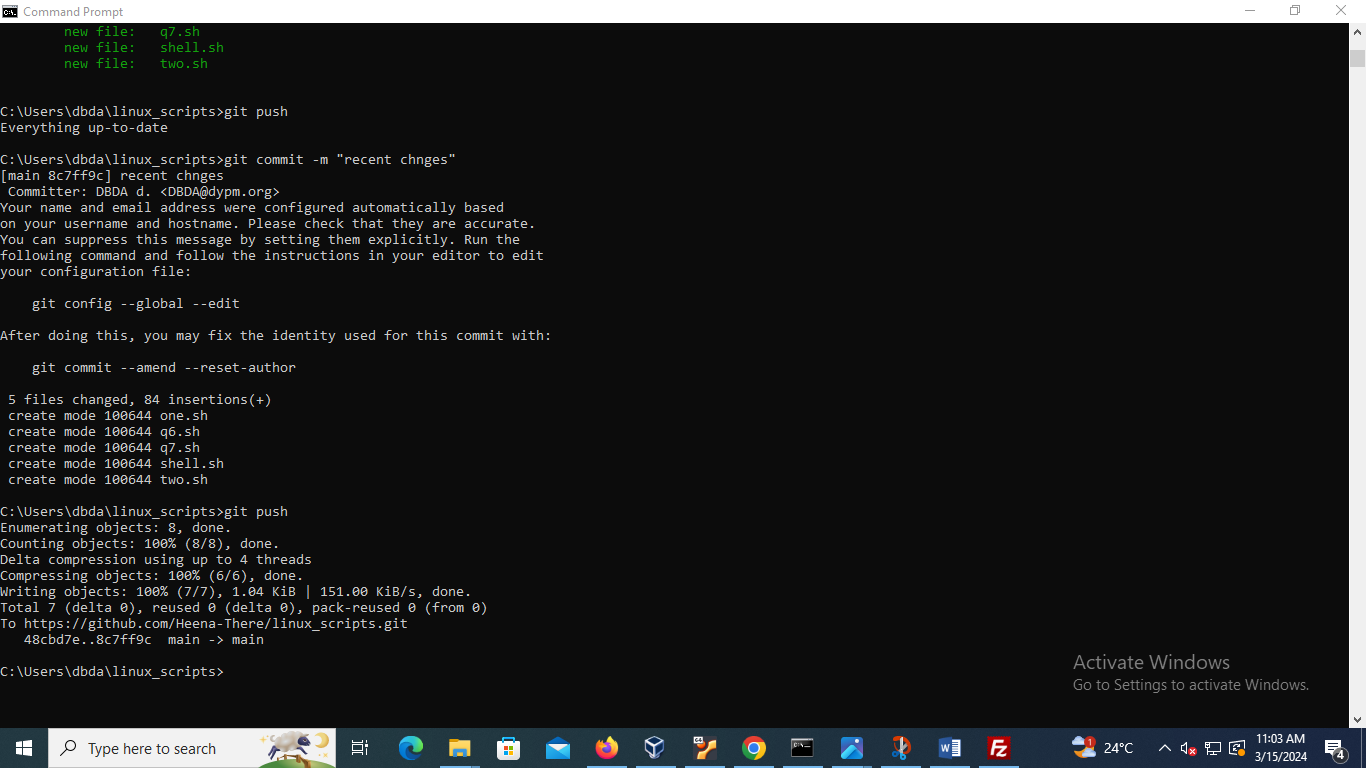 Command Prompt
new file:   q7.sh
new file:   shell.sh
new file:   two.sh
C:\Users\dbda\linux_scripts>git push
Everything up-to-date
C:\Users\dbda\linux_scripts>git commit -m "recent chnges"
[main 8c7ff9c] recent chnges
Committer: DBDA d. <DBDA@dypm.org>
Your name and email address were configured automatically based
on your username and hostname. Please check that they are accurate.
You can suppress this message by setting them explicitly. Run the
following command and follow the instructions in your editor to edit
your configuration file:
git config --global --edit
After doing this, you may fix the identity used for this commit with:
git commit --amend --reset-author
5 files changed, 84 insertions(+)
create mode 100644 one.sh
create mode 100644 q6.sh
create mode 100644 q7.sh
create mode 100644 shell.sh
create mode 100644 two.sh
C:\Users\dbda\linux_scripts>git push
Enumerating objects: 8, done.
Counting objects: 100% (8/8), done.
Delta compression using up to 4 threads
Compressing objects: 100% (6/6), done.
Writing objects: 100% (7/7), 1.04 KiB | 151.00 KiB/s, done.
Total 7 (delta 0), reused 0 (delta 0), pack-reused 0 (from 0)
To https://github.com/Heena-There/linux_scripts.git
48cbd7e..8c7ff9c  main -> main
C:\Users\dbda\linux_scripts>
Activate Windows
Go to Settings to activate Windows.
Type here to search
24°C
11:03 AM
3/15/2024
4